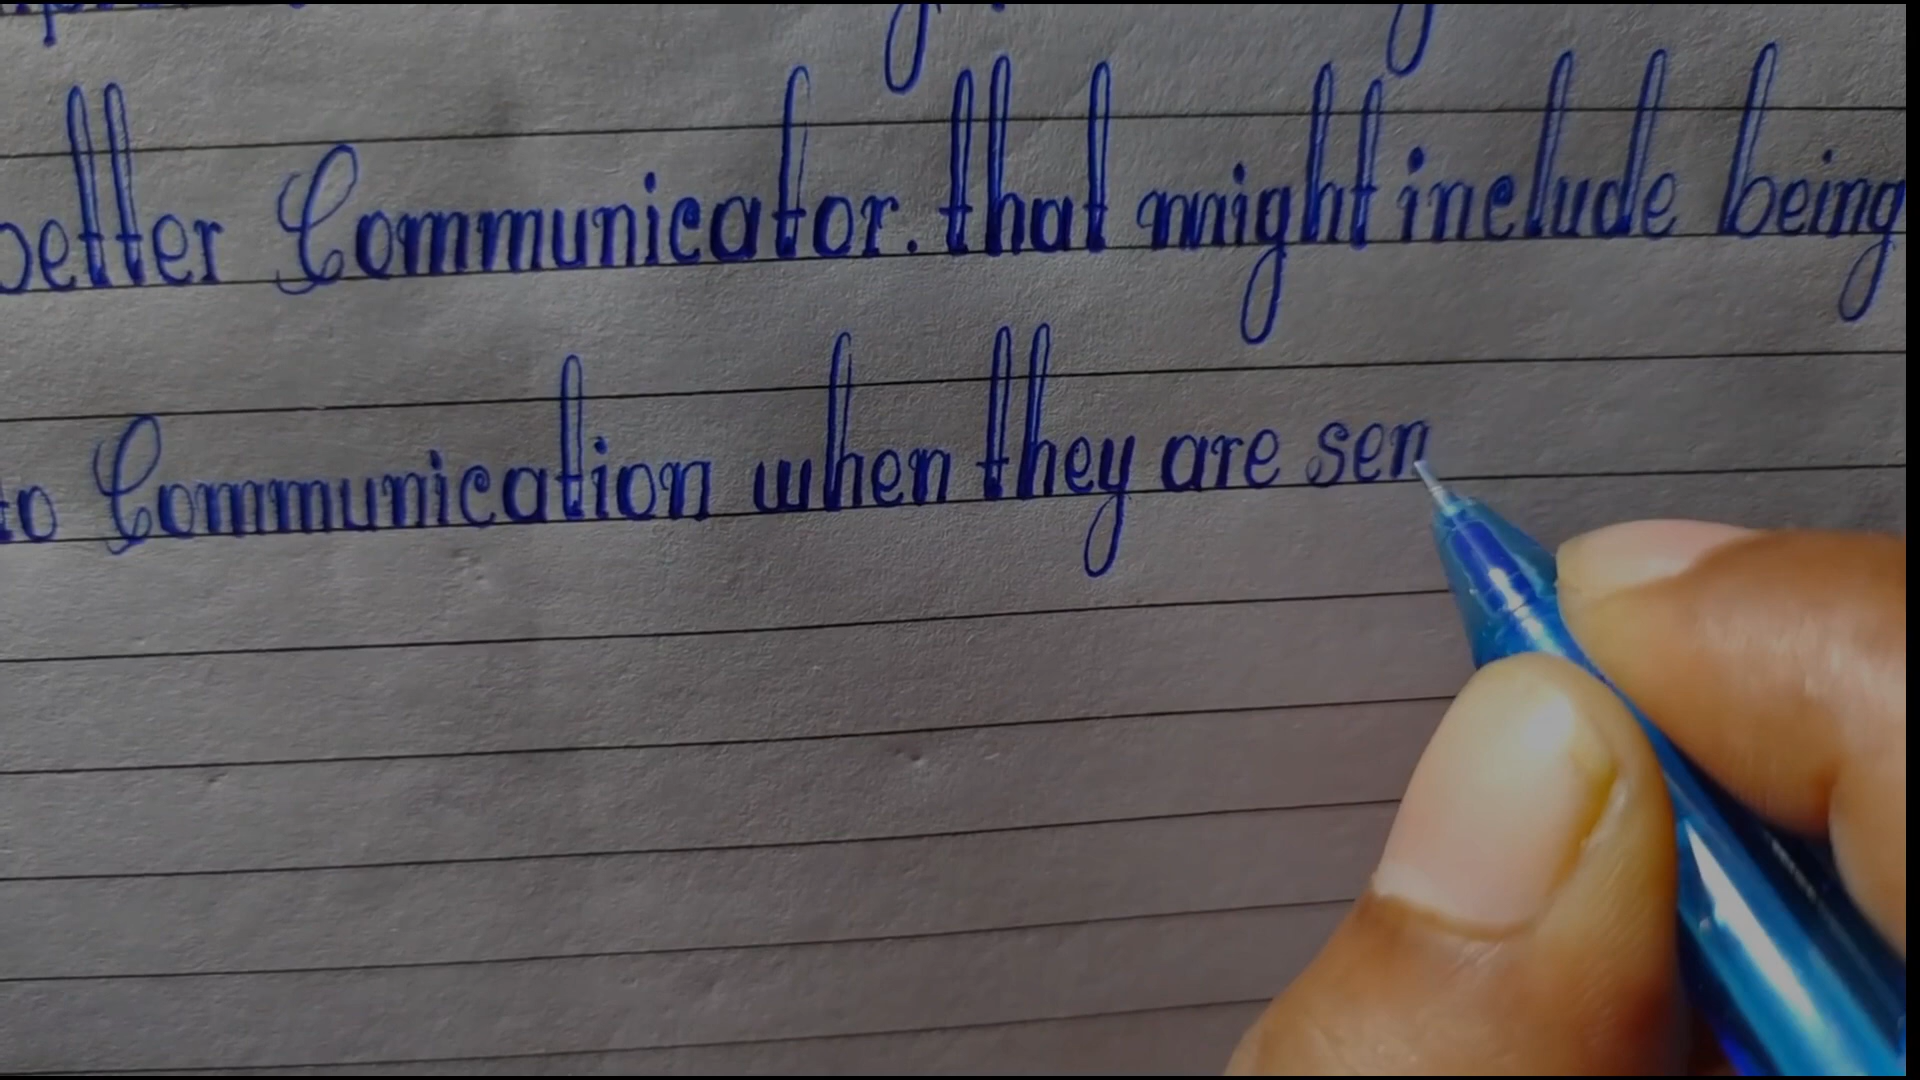 better Communicator. that might include being
to Communication when they are sen